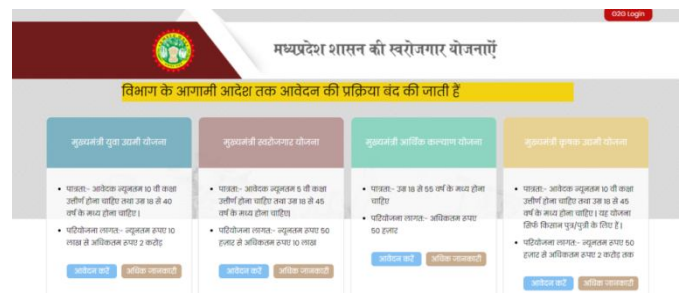 O2O Login
मध्यप्रदेश शासन की स्वरोजगार योजनाऐं
विभाग के आगामी आदेश तक आवेदन की प्रक्रिया बंद की जाती हैं
मुख्यमंत्री युवा उद्यमी योजना
पात्रता:- आवेदक न्यूनतम 10 वी कक्षा
उत्तीर्ण होना चाहिए तथा उम्र 18 से 40
वर्ष के मध्य होना चाहिए |
परियोजना लागत:- न्यूनतम रुपए 10
लाख से अधिकतम रुपए 2 करोड़
आवेदन करें अधिक जानकारी
मुख्यमंत्री स्वरोजगार योजना
पात्रता:- आवेदक न्यूनतम 5 वी कक्षा
उत्तीर्ण होना चाहिए तथा उम्र 18 से 45
वर्ष के मध्य होना चाहिए|
परियोजना लागत:- न्यूनतम रुपए 50
हज़ार से अधिकतम रुपए 10 लाख
आवेदन करें अधिक जानकारी
मुख्यमंत्री आर्थिक कल्याण योजना
पात्रता:- उम्र 18 से 55 वर्ष के मध्य होना
चाहिए
परियोजना लागत:- अधिकतम रुपए
50 हज़ार
आवेदन करें अधिक जानकारी
मुख्यमंत्री कृषक उद्यमी योजना
पात्रता:- आवेदक न्यूनतम 10 वी कक्षा
उत्तीर्ण होना चाहिए तथा उम्र 18 से 45
वर्ष के मध्य होना चाहिए | यह योजना
सिर्फ किसान पुत्र/पुत्री के लिए है |
परियोजना लागत:- न्यूनतम रुपए 50
हज़ार से अधिकतम रुपए 2 करोड़ तक
आवेदन करें अधिक जानकारी